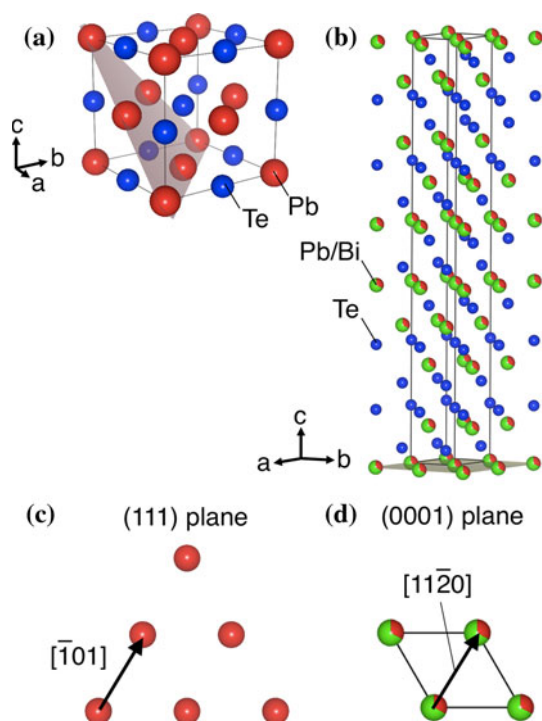 (a)
c
b
a
Te
Pb
(b)
Pb/Bi
Te
c
a
b
(c)
(111) plane
[1̅01]
(d)
(0001) plane
[112̅0]